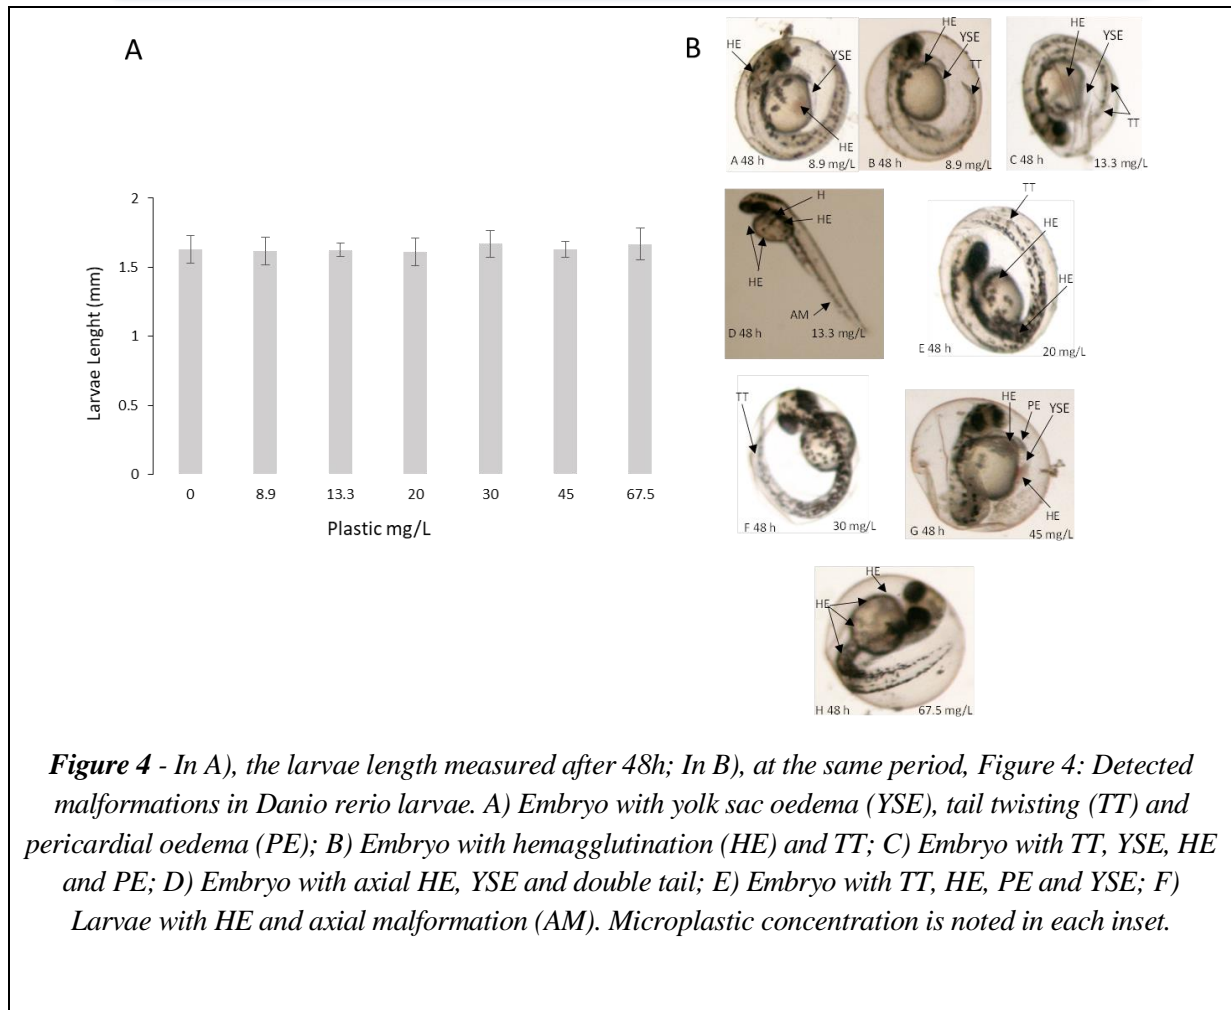 A
2
1.5
1
0.5
0
Larvae Lenght (mm)
0 8.9 13.3 20 30 45 67.5
Plastic mg/L
B
HE
YSE
HE
A 48 h 8.9 mg/L
HE
YSE
TT
B 48 h 8.9 mg/L
HE
YSE
TT
C 48 h 13.3 mg/L
H
HE
HE
AM
D 48 h 13.3 mg/L
TT
HE
HE
E 48 h 20 mg/L
TT
F 48 h 30 mg/L
HE
PE
YSE
HE
G 48 h 45 mg/L
HE
HE
H 48 h 67.5 mg/L
Figure 4 - In A), the larvae length measured after 48h; In B), at the same period, Figure 4: Detected
malformations in Danio rerio larvae. A) Embryo with yolk sac oedema (YSE), tail twisting (TT) and
pericardial oedema (PE); B) Embryo with hemagglutination (HE) and TT; C) Embryo with TT, YSE, HE
and PE; D) Embryo with axial HE, YSE and double tail; E) Embryo with TT, HE, PE and YSE; F)
Larvae with HE and axial malformation (AM). Microplastic concentration is noted in each inset.